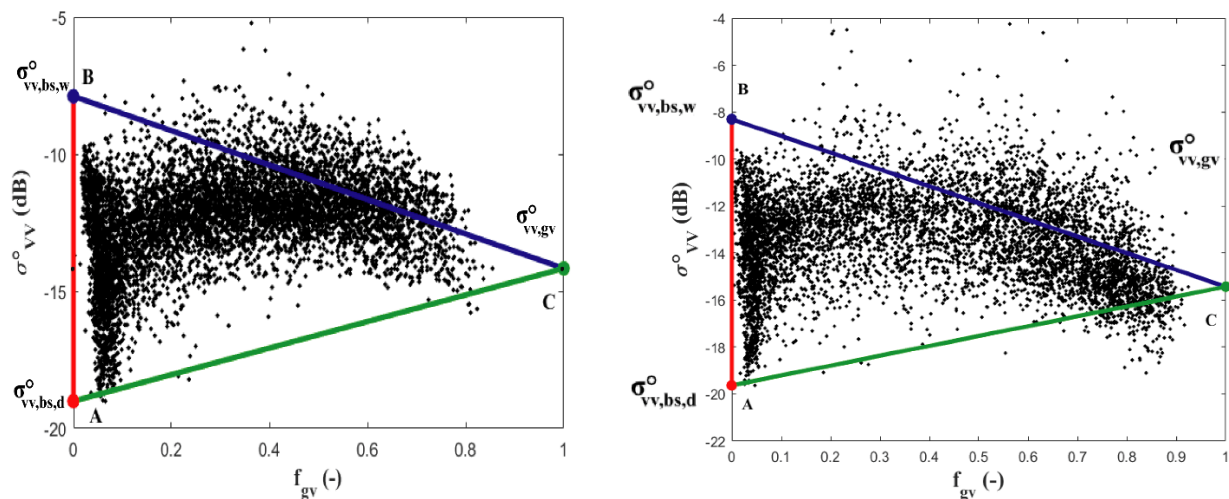 -5
σ°vv,bs,w
B
-10
σ°VV (dB)
σ°vv,gv
-15
C
σ°vv,bs,d
A
-20
0
0.2
0.4
0.6
0.8
1
fgv (-)
-4
-6
σ°vv,bs,w
B
-8
σ°vv,gv
-10
σ°VV (dB)
-12
-14
-16
C
-18
σ°vv,bs,d
A
-20
-22
0
0.1
0.2
0.3
0.4
0.5
0.6
0.7
0.8
0.9
1
fgv (-)